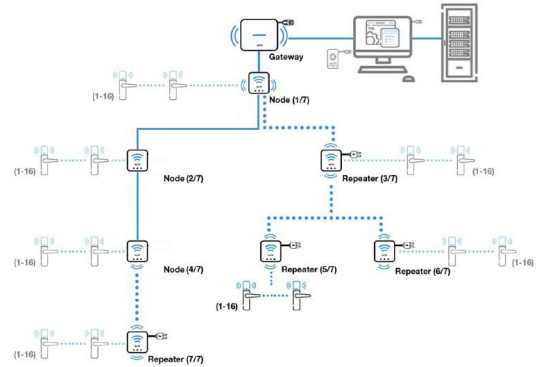 Gateway
Node (1/7)
(1-16)
(1-16)
Node (2/7)
Repeater (3/7)
(1-16)
(1-16)
Node (4/7)
Repeater (5/7)
Repeater (6/7)
(1-16)
(1-16)
(1-16)
Repeater (7/7)